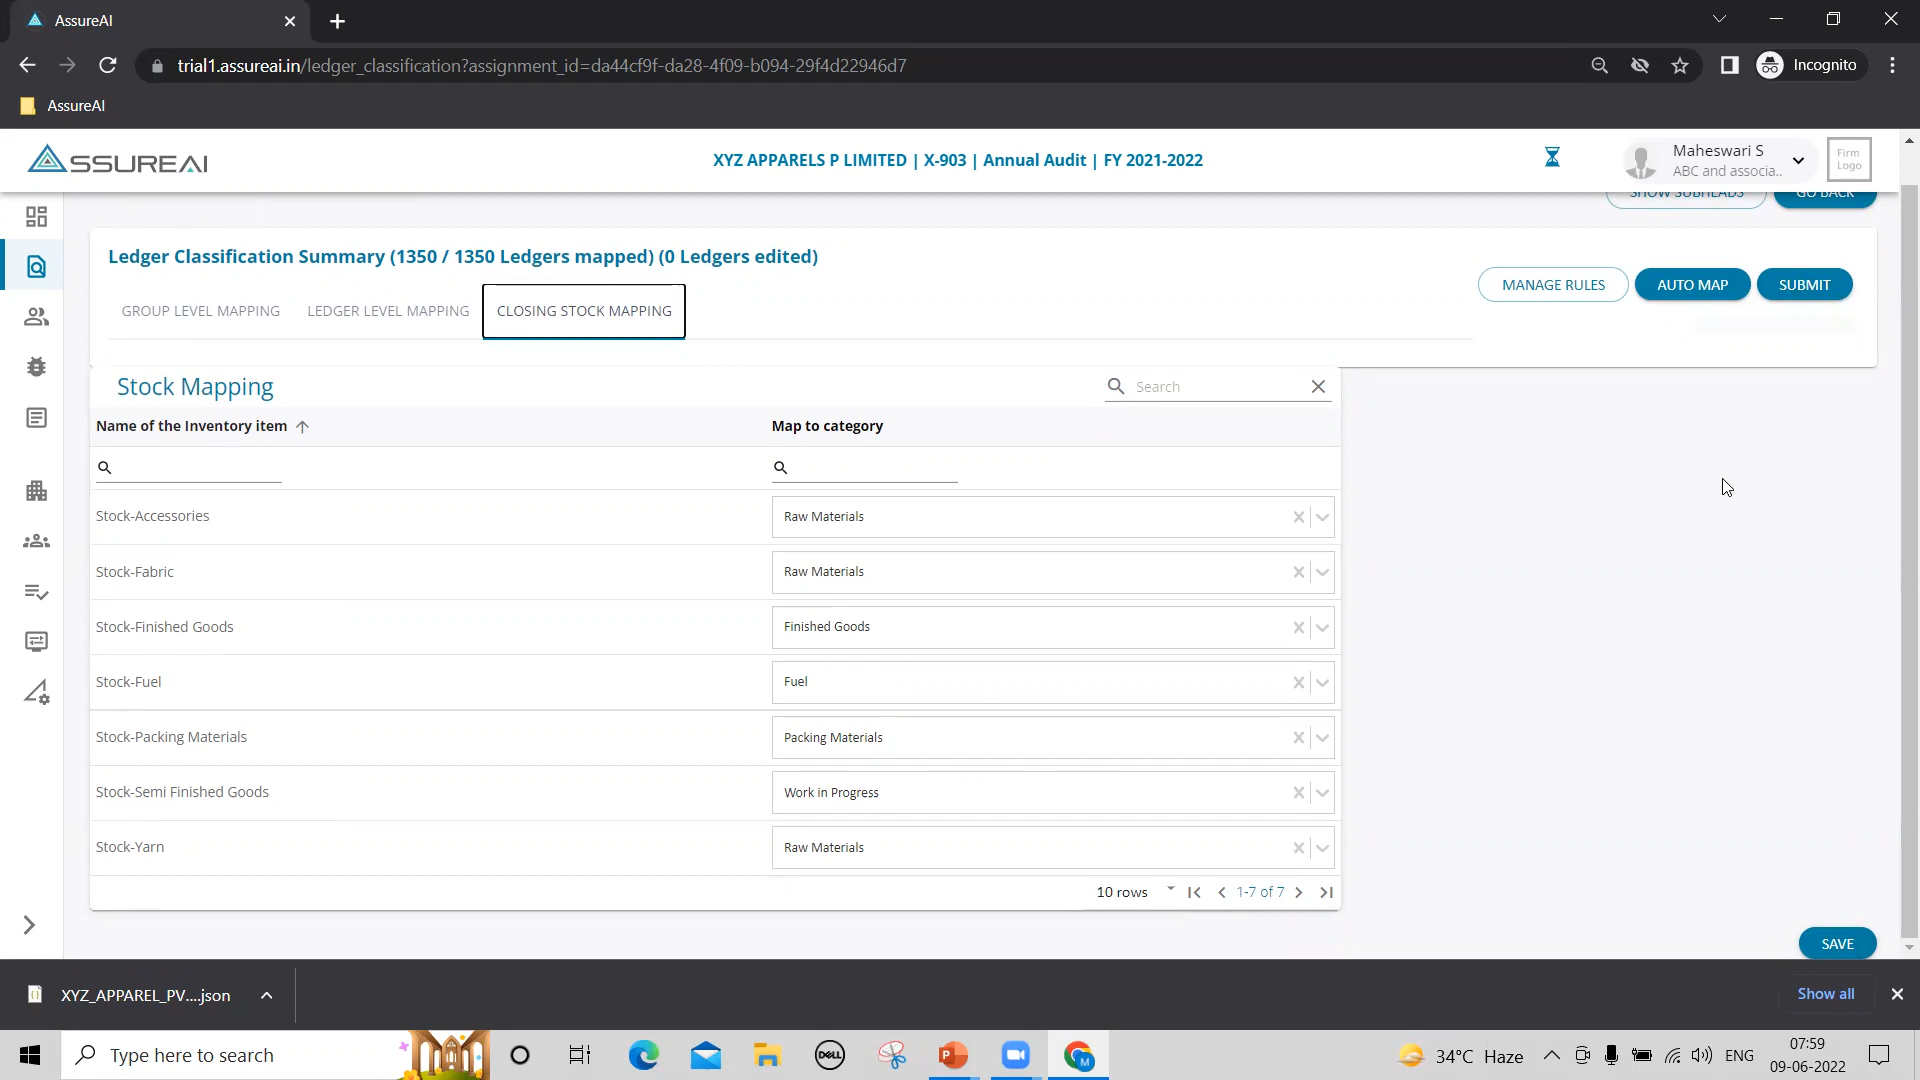 AssureAI
trial1.assureai.in/ledger_classification?assignment_id=da44cf9f-da28-4f09-b094-29f4d22946d7
Incognito
AssureAI
SSUREAI
XYZ APPARELS P LIMITED | X-903 | Annual Audit | FY 2021-2022
Maheswari S
ABC and associa..
Firm
Logo
SHOW SUBHEADS
GO BACK
Ledger Classification Summary (1350 / 1350 Ledgers mapped) (0 Ledgers edited)
MANAGE RULES
AUTO MAP
SUBMIT
GROUP LEVEL MAPPING
LEDGER LEVEL MAPPING
CLOSING STOCK MAPPING
Stock Mapping
Search
Name of the Inventory item
Map to category
Stock-Accessories
Raw Materials
Stock-Fabric
Raw Materials
Stock-Finished Goods
Finished Goods
Stock-Fuel
Fuel
Stock-Packing Materials
Packing Materials
Stock-Semi Finished Goods
Work in Progress
Stock-Yarn
Raw Materials
10 rows
1-7 of 7
SAVE
XYZ_APPAREL_PV....json
Show all
Type here to search
DELL
34°C Haze
ENG
07:59
09-06-2022